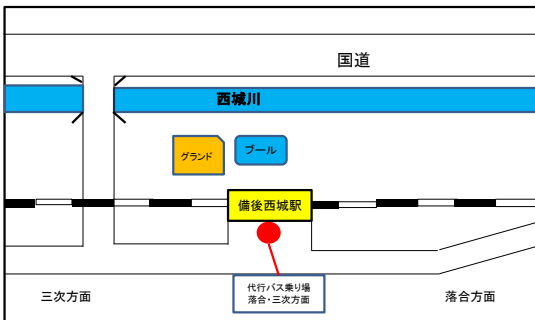 国道
西城川
グランド
プール
備後西城駅
代行バス乗り場
落合・三次方面
三次方面
落合方面